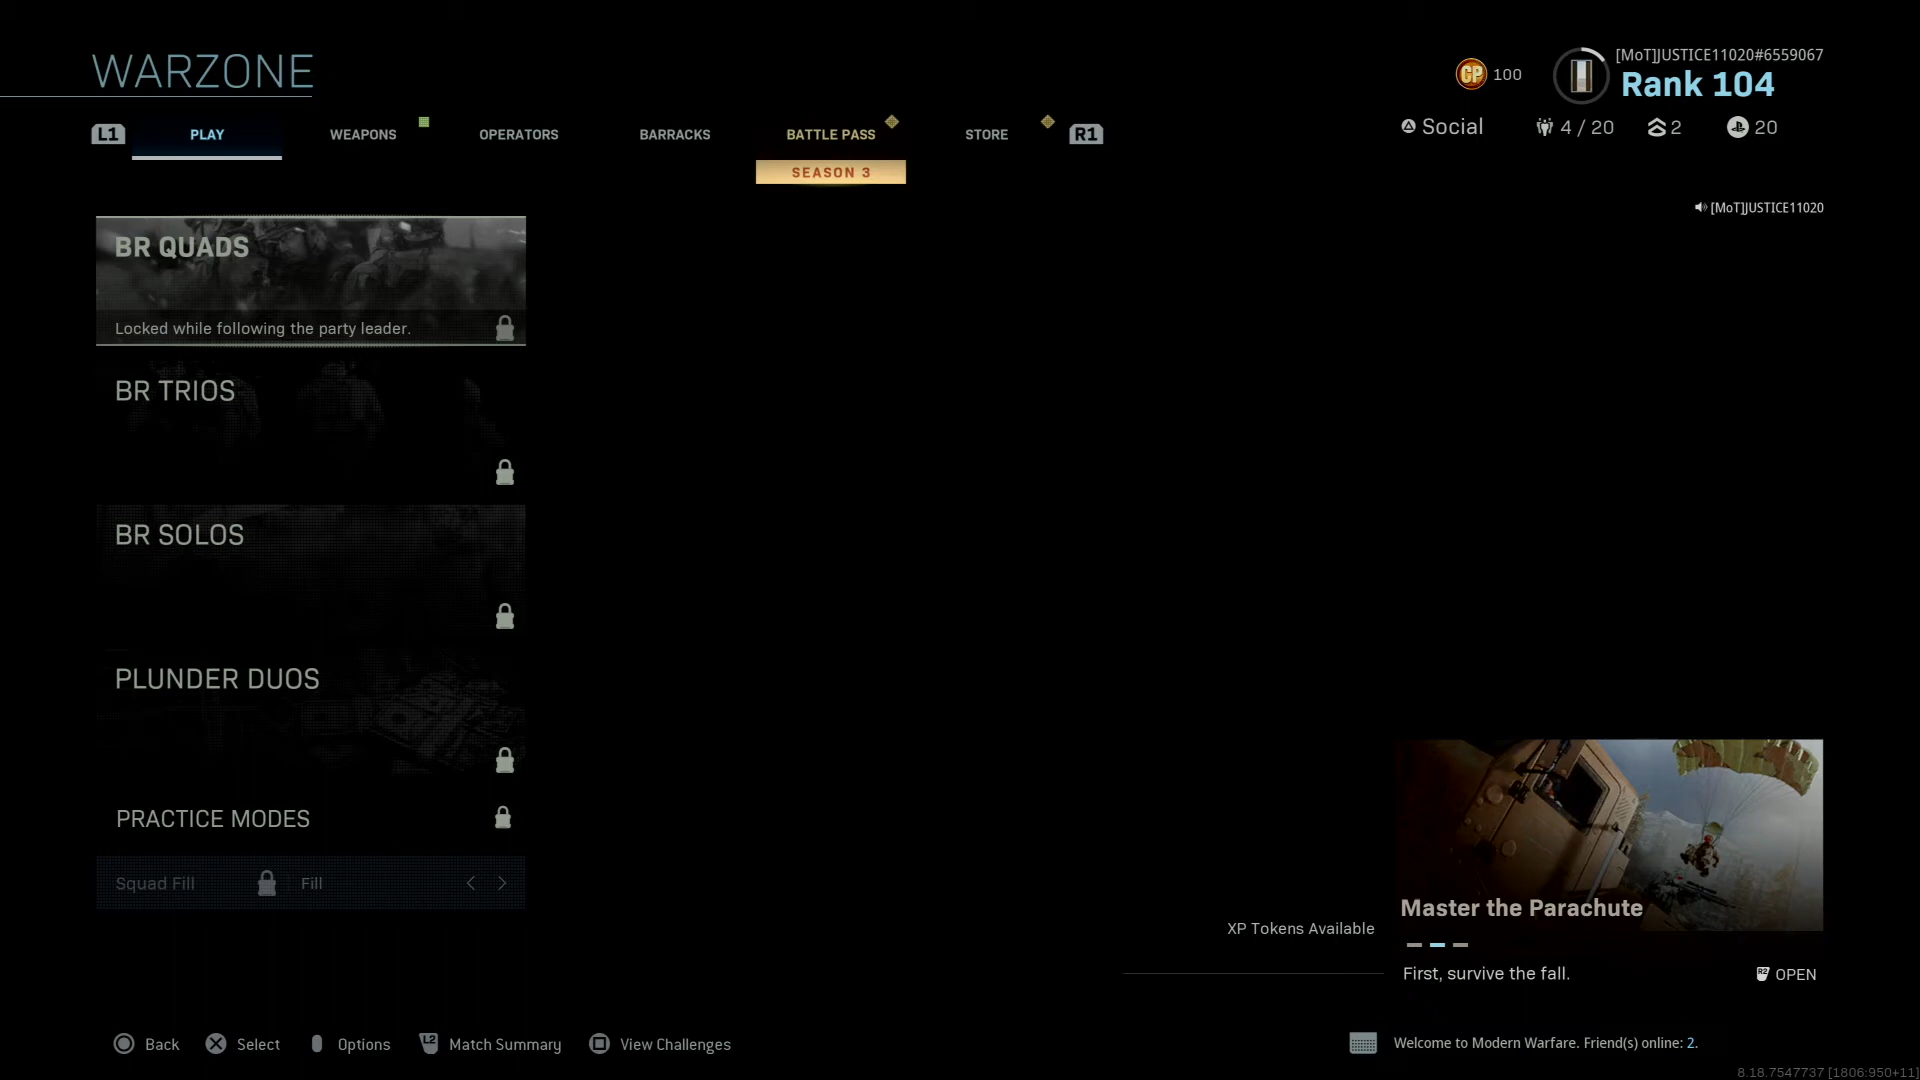 WARZONE
CP 100
[MoT]JUSTICE11020#6559067
Rank 104
L1 PLAY WEAPONS OPERATORS BARRACKS BATTLE PASS STORE R1
Social 4 / 20 2 20
SEASON 3
[MoT]JUSTICE11020
BR QUADS
Locked while following the party leader.
BR TRIOS
BR SOLOS
PLUNDER DUOS
PRACTICE MODES
Squad Fill Fill
Master the Parachute
XP Tokens Available
First, survive the fall.
R2 OPEN
Back Select Options L2 Match Summary View Challenges
Welcome to Modern Warfare. Friend(s) online: 2.
8.18.7547737 [1806:950+11]